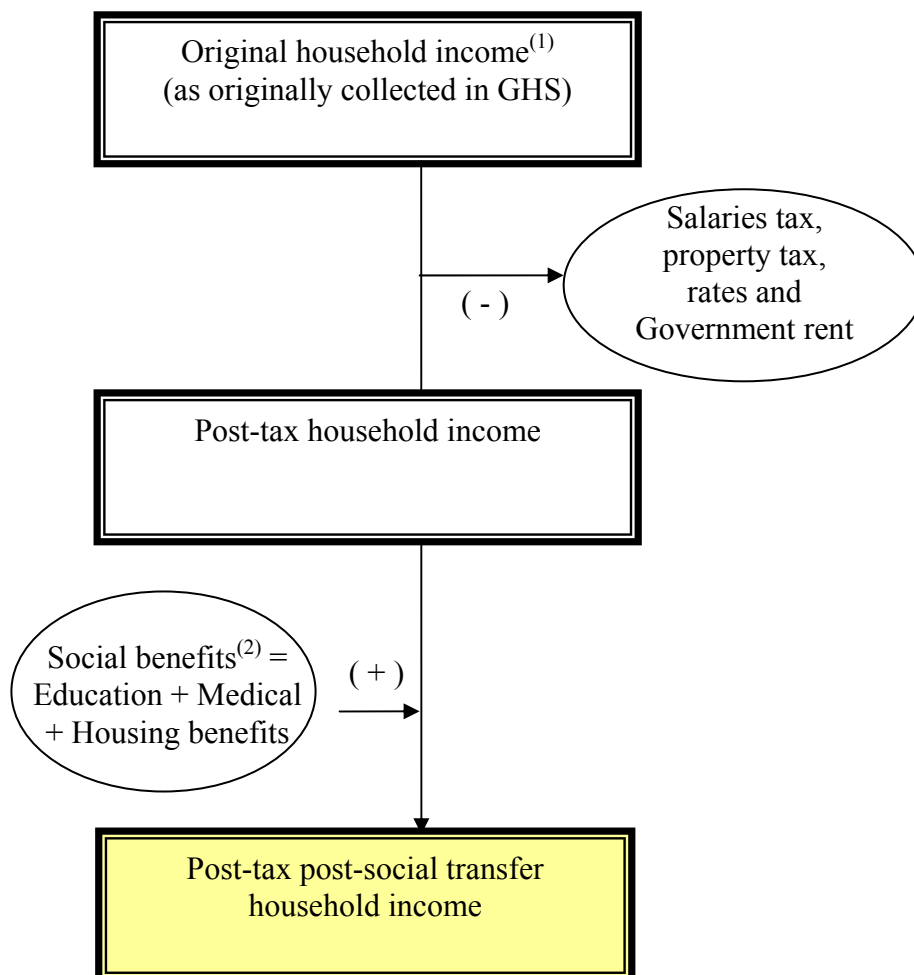 Original household income(1)
(as originally collected in GHS)
Salaries tax,
property tax,
rates and
Government rent
( - )
Post-tax household income
Social benefits(2) =
Education + Medical
+ Housing benefits
( + )
Post-tax post-social transfer
household income